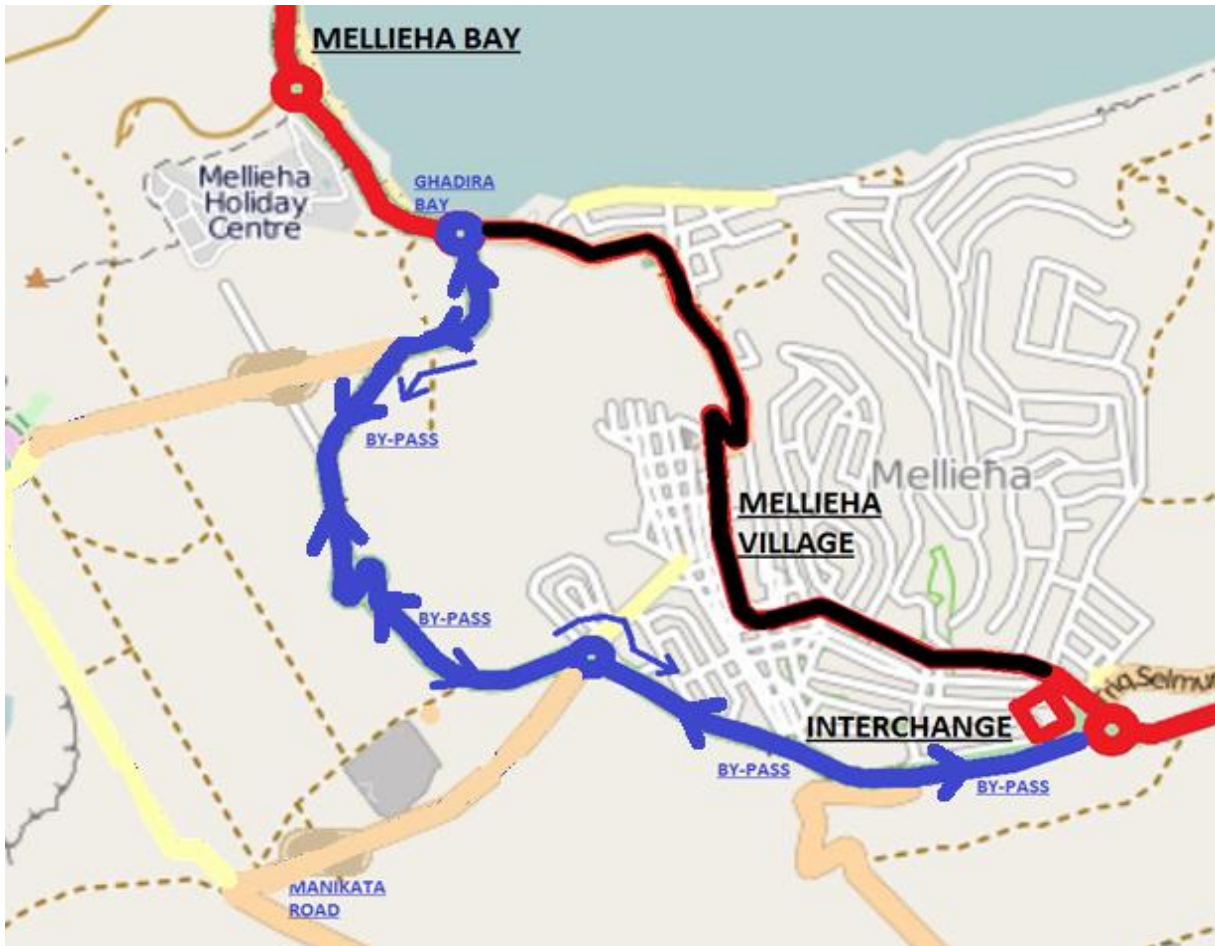 MELLIEHA BAY
Mellieha
Holiday
Centre
GHADIRA
BAY
BY-PASS
Mellieħa
MELLIEHA
VILLAGE
BY-PASS
INTERCHANGE
BY-PASS
BY-PASS
MANIKATA
ROAD